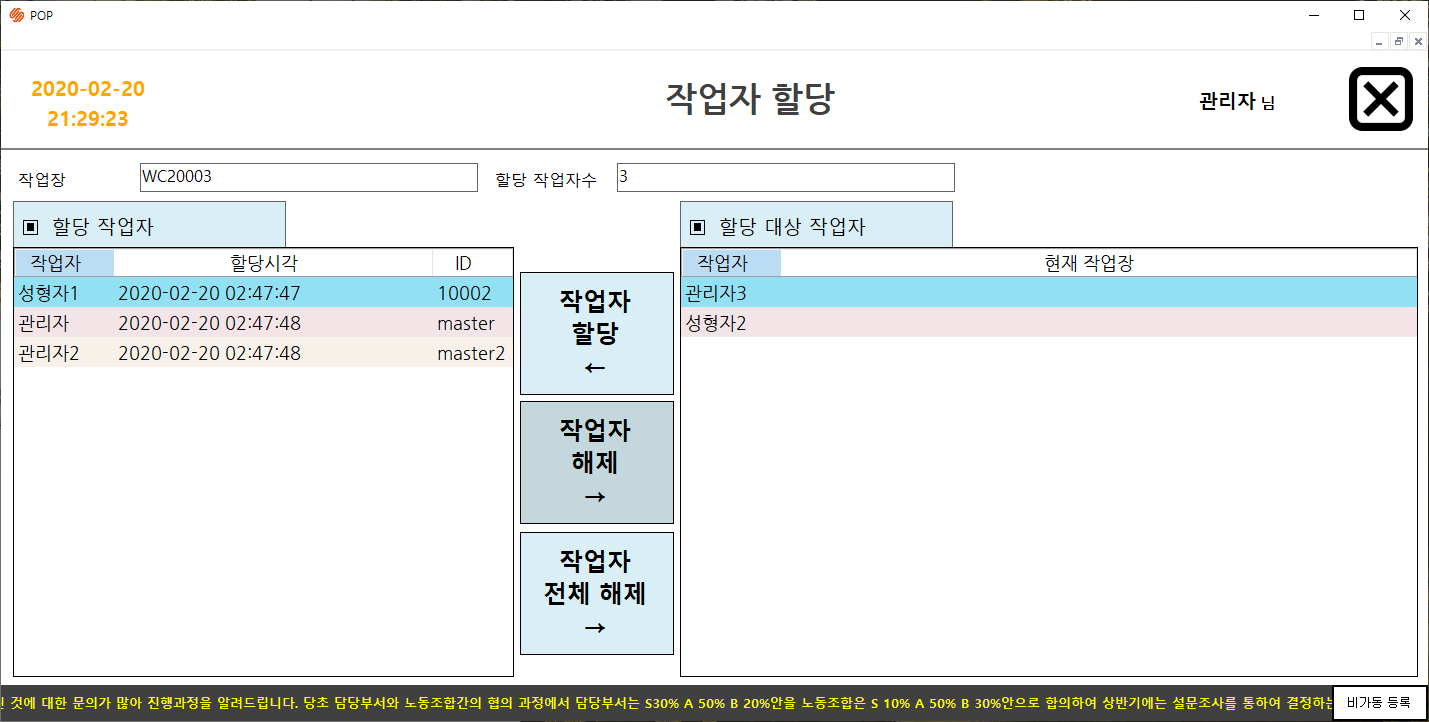 POP
2020-02-20
21:29:23
작업자 할당
관리자 님
작업장
WC20003
할당 작업자수
3
할당 작업자
할당 대상 작업자
작업자 할당시각 ID
성형자1 2020-02-20 02:47:47 10002
관리자 2020-02-20 02:47:48 master
관리자2 2020-02-20 02:47:48 master2
작업자
할당
←
작업자
해제
→
작업자
전체 해제
→
작업자 현재 작업장
관리자3
성형자2
것에 대한 문의가 많아 진행과정을 알려드립니다. 당초 담당부서와 노동조합간의 협의 과정에서 담당부서는 S30% A 50% B 20%안을 노동조합은 S 10% A 50% B 30%안으로 합의하여 상반기에는 설문조사를 통하여 결정하는
비가동 등록